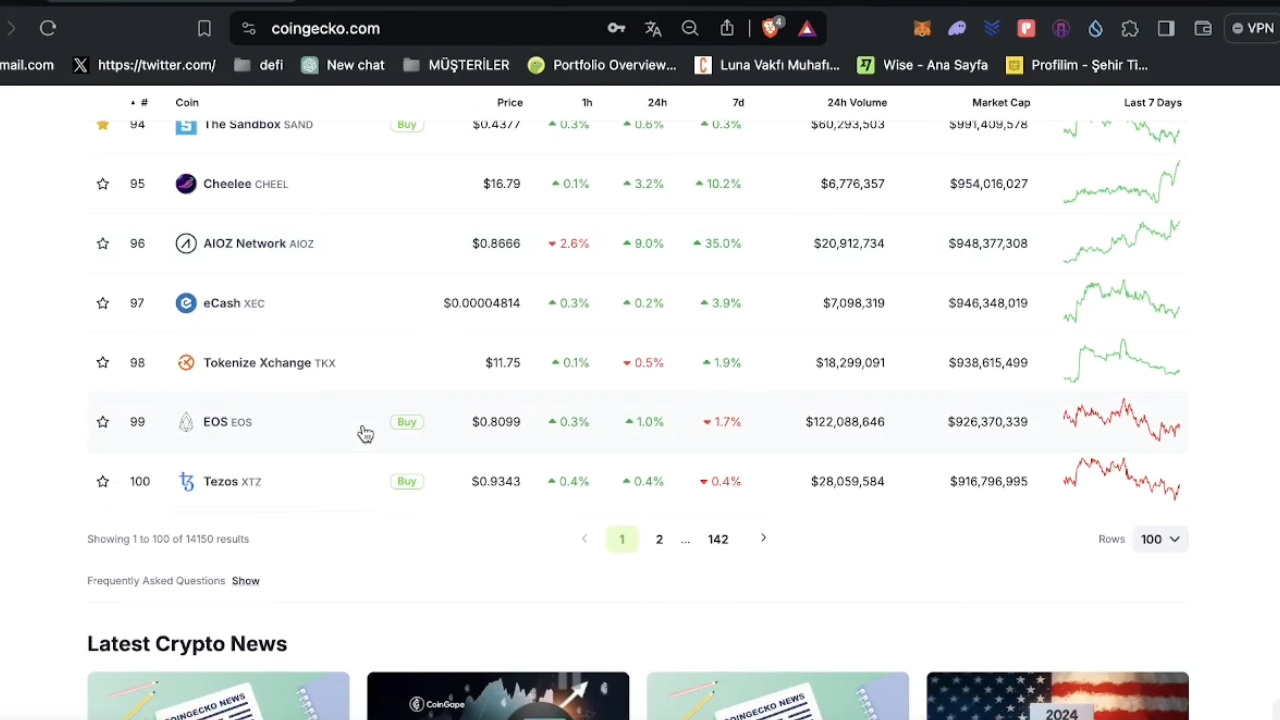 coingecko.com 4 VPN
mail.com https://twitter.com/ defi New chat MÜŞTERİLER Portfolio Overview... Luna Vakfı Muhafı... Wise - Ana Sayfa Profilim - Şehir Ti...
# Coin Price 1h 24h 7d 24h Volume Market Cap Last 7 Days
94 The Sandbox SAND Buy $0.4377 0.3% 0.6% 0.3% $60,293,503 $991,409,578
95 Cheelee CHEEL $16.79 0.1% 3.2% 10.2% $6,776,357 $954,016,027
96 AIOZ Network AIOZ $0.8666 2.6% 9.0% 35.0% $20,912,734 $948,377,308
97 eCash XEC $0.00004814 0.3% 0.2% 3.9% $7,098,319 $946,348,019
98 Tokenize Xchange TKX $11.75 0.1% 0.5% 1.9% $18,299,091 $938,615,499
99 EOS EOS Buy $0.8099 0.3% 1.0% 1.7% $122,088,646 $926,370,339
100 Tezos XTZ Buy $0.9343 0.4% 0.4% 0.4% $28,059,584 $916,796,995
Showing 1 to 100 of 14150 results 1 2 ... 142 Rows 100
Frequently Asked Questions Show
Latest Crypto News
COINGECKO NEWS CoinGape COINGECKO NEWS 2024